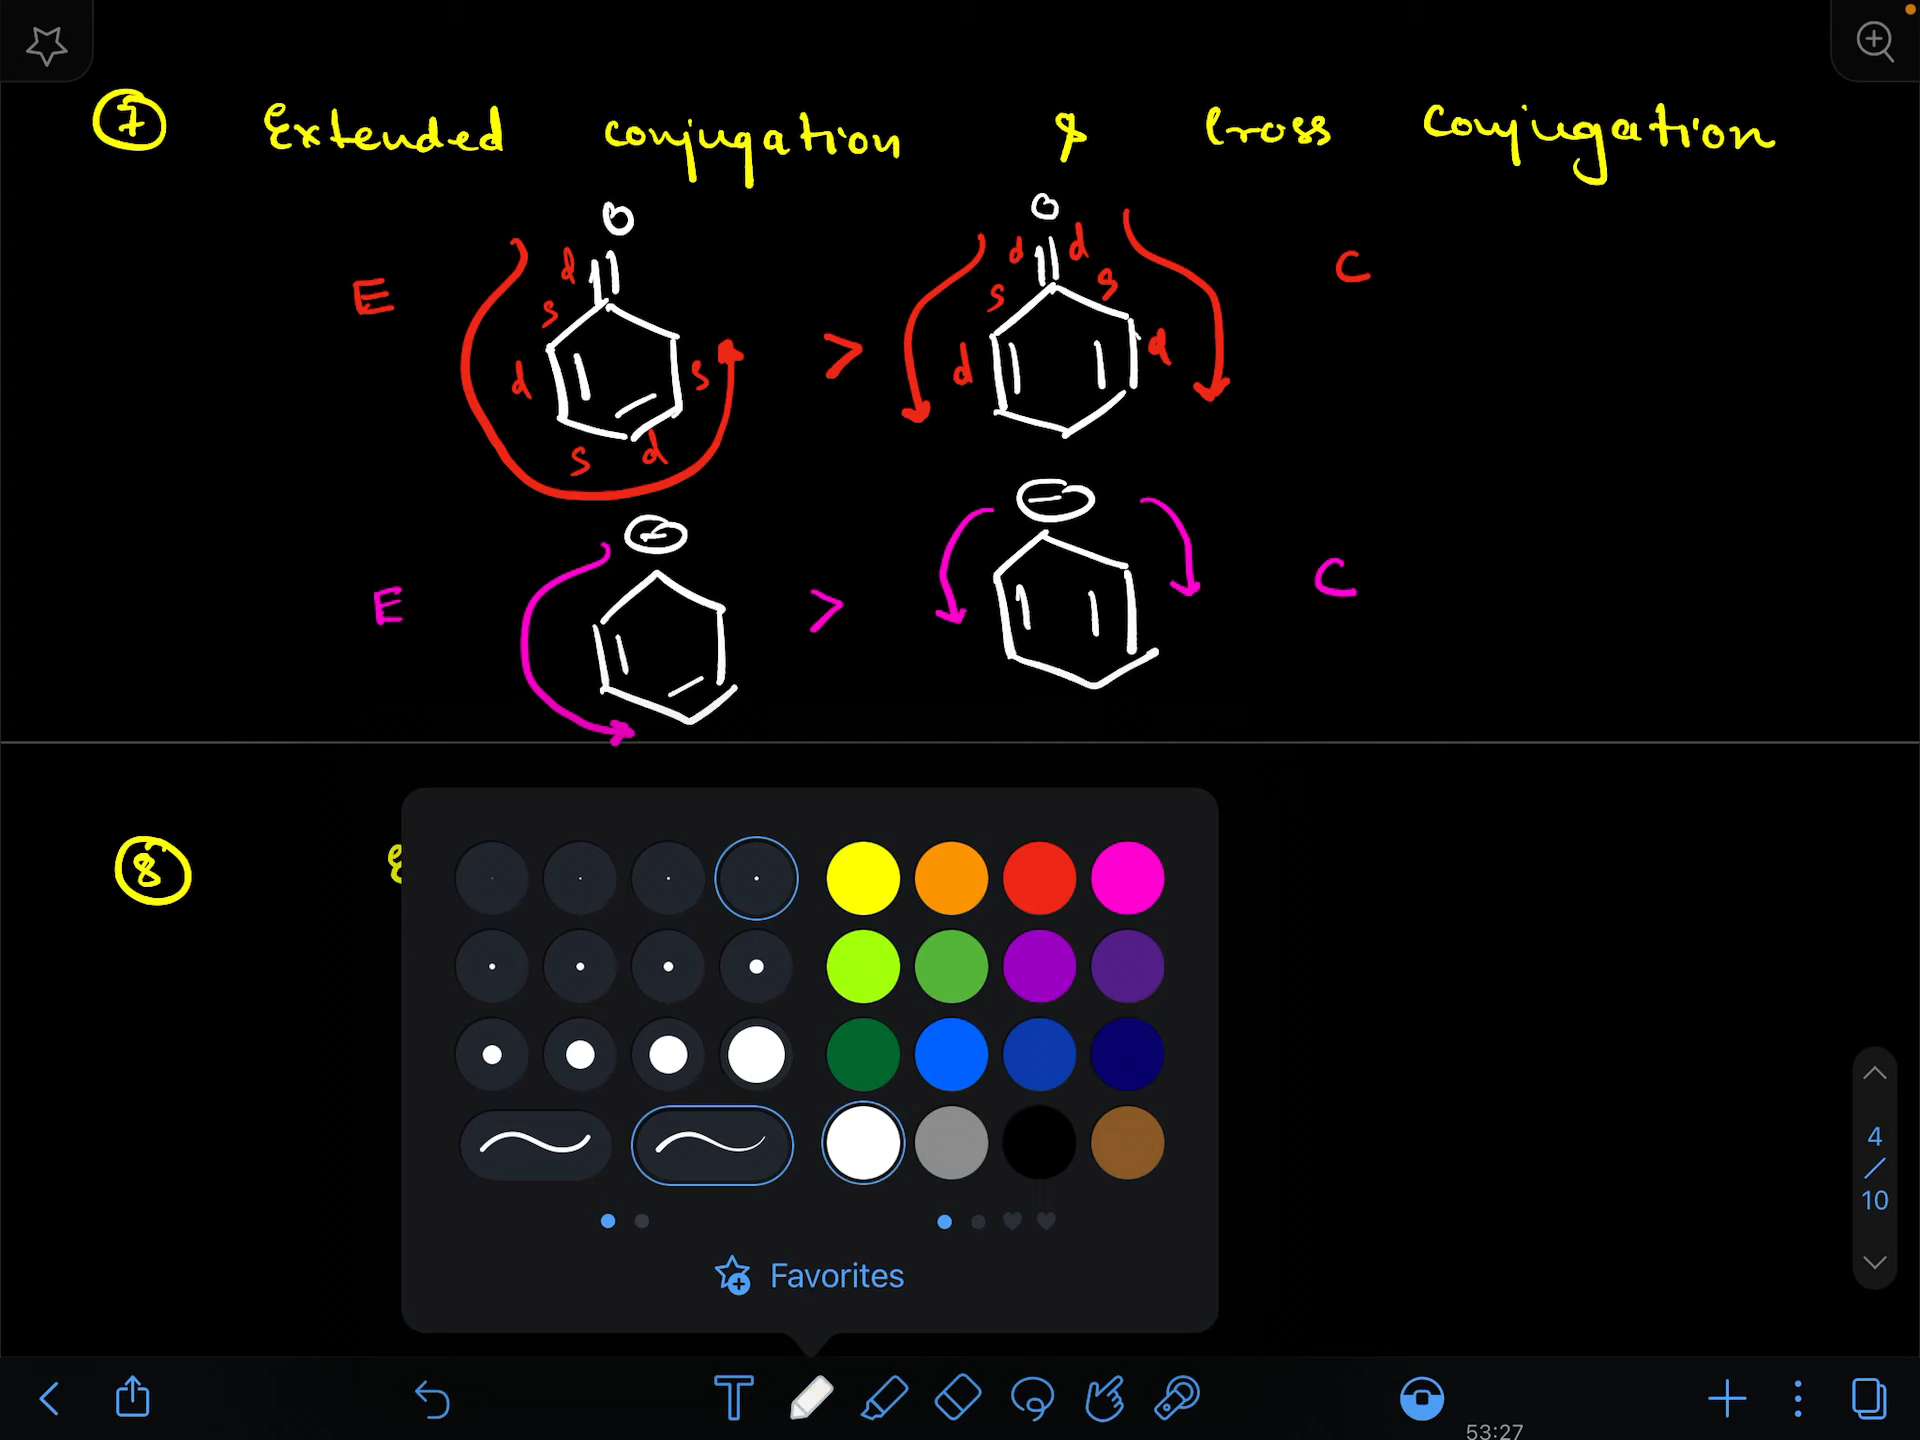 7 Extended conjugation & Cross Conjugation
O O
d d d
E s s s C
d s > d d
s d
⊖ ⊖
E > C
8
Favorites
4
/
10
T
53:27